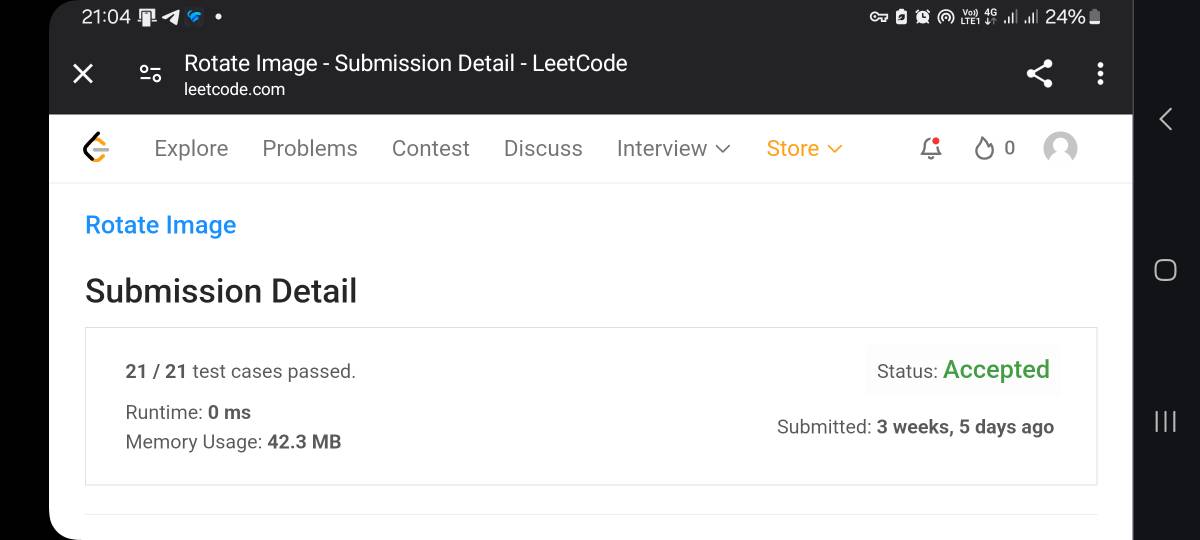 21:04
Vo)) 4G
LTE1
24%
Rotate Image - Submission Detail - LeetCode
leetcode.com
Explore Problems Contest Discuss Interview Store 0
Rotate Image
Submission Detail
21 / 21 test cases passed.
Status: Accepted
Runtime: 0 ms
Submitted: 3 weeks, 5 days ago
Memory Usage: 42.3 MB